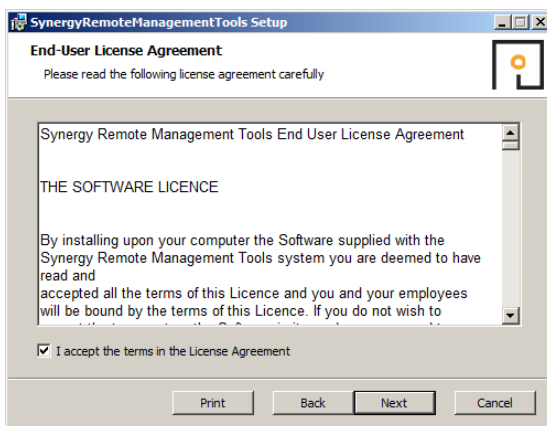 SynergyRemoteManagementTools Setup
End-User License Agreement
Please read the following license agreement carefully
Synergy Remote Management Tools End User License Agreement
THE SOFTWARE LICENCE
By installing upon your computer the Software supplied with the
Synergy Remote Management Tools system you are deemed to have
read and
accepted all the terms of this Licence and you and your employees
will be bound by the terms of this Licence. If you do not wish to
I accept the terms in the License Agreement
Print Back Next Cancel